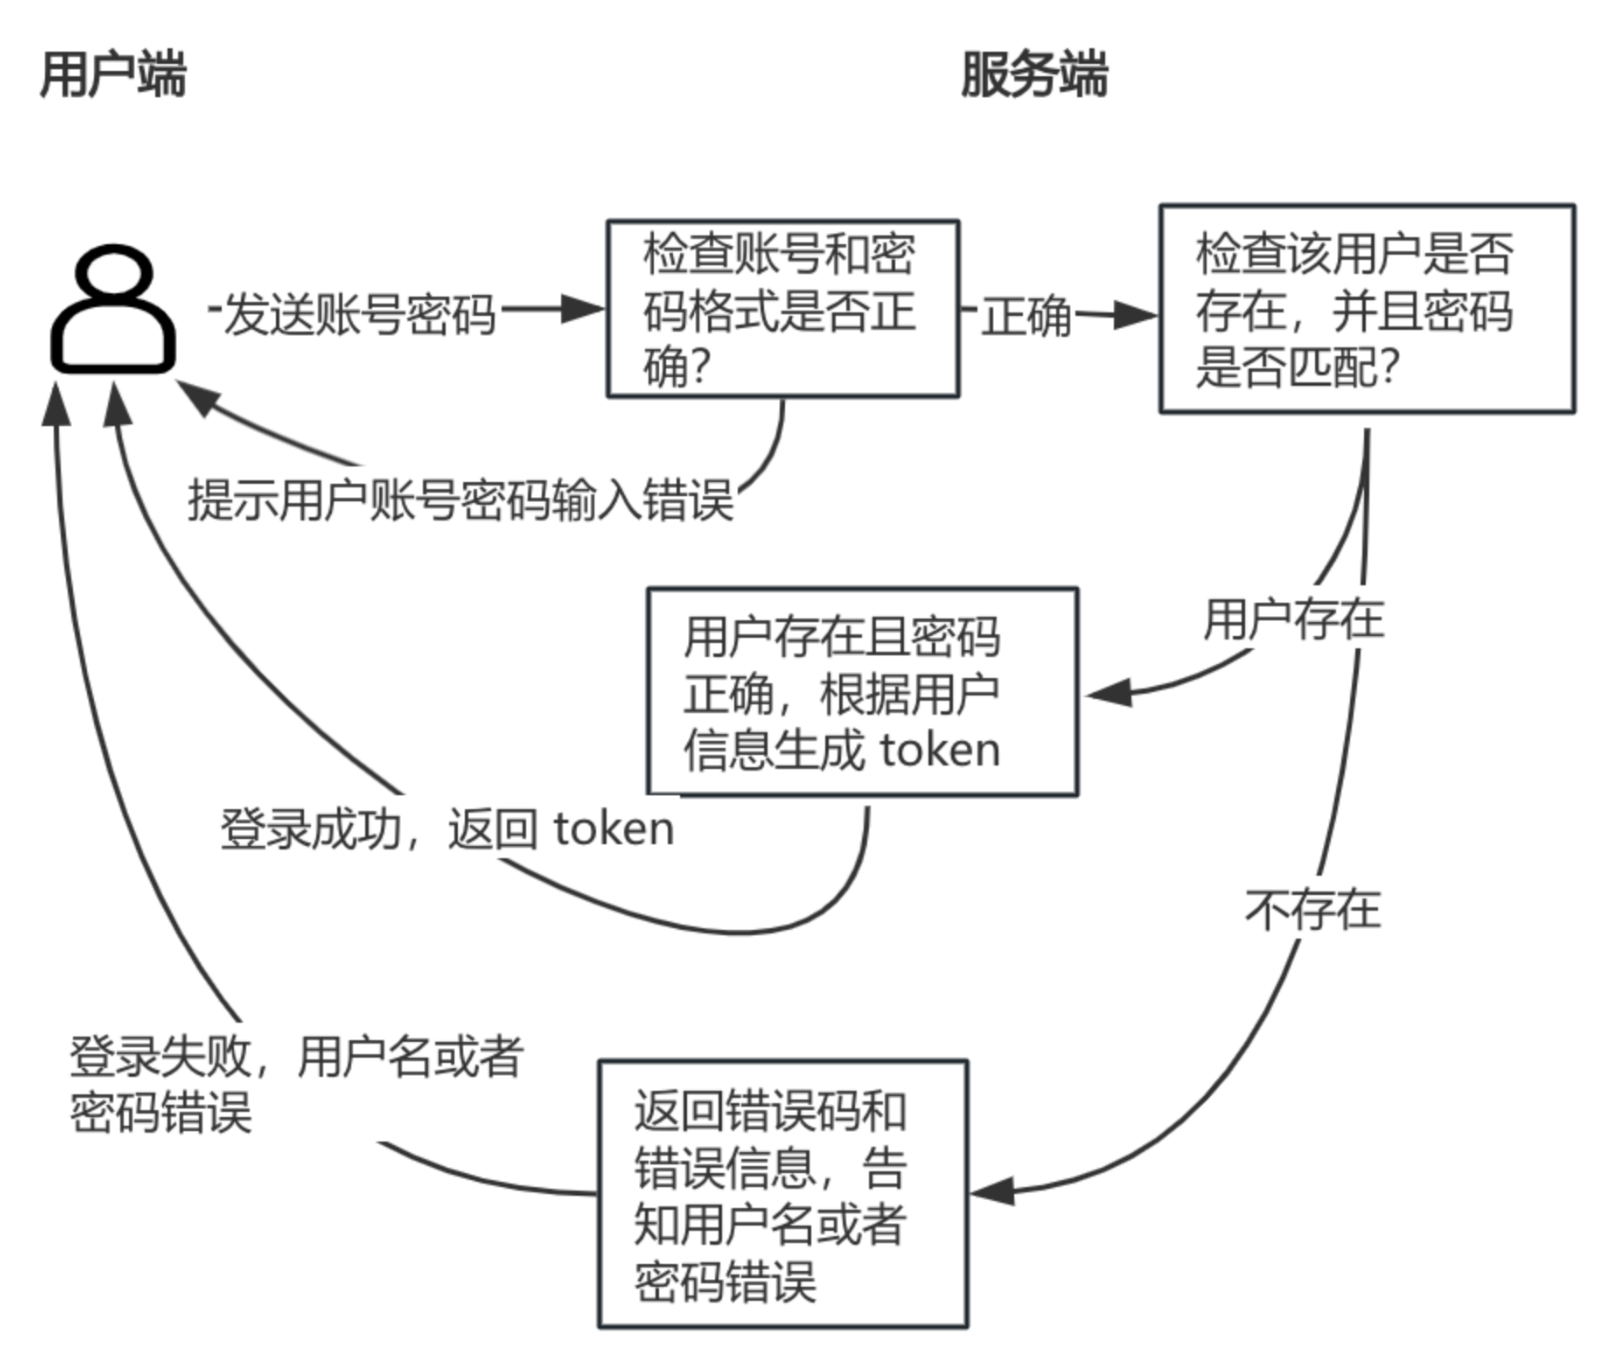 用户端
服务端
发送账号密码
检查账号和密
码格式是否正
确？
正确
检查该用户是否
存在，并且密码
是否匹配？
提示用户账号密码输入错误
用户存在
用户存在且密码
正确，根据用户
信息生成 token
登录成功，返回 token
不存在
登录失败，用户名或者
密码错误
返回错误码和
错误信息，告
知用户名或者
密码错误